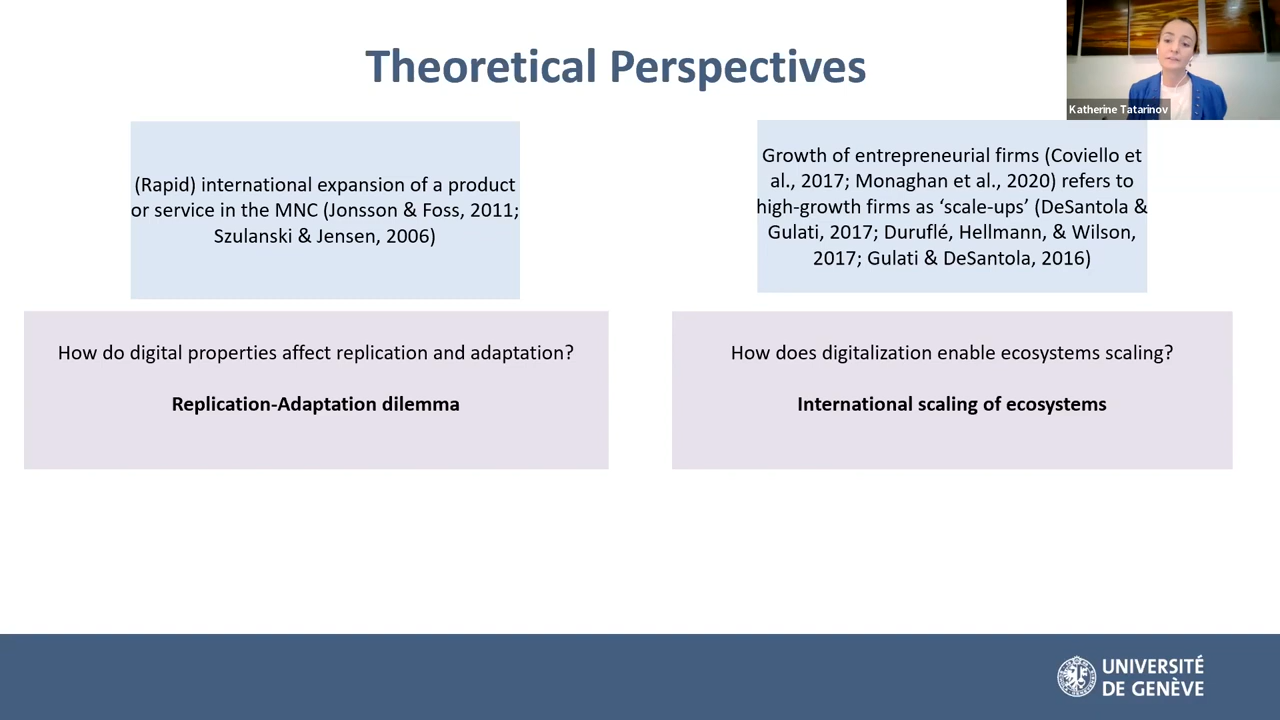 Theoretical Perspectives
Katherine Tatarinov
(Rapid) international expansion of a product
or service in the MNC (Jonsson & Foss, 2011;
Szulanski & Jensen, 2006)
Growth of entrepreneurial firms (Coviello et
al., 2017; Monaghan et al., 2020) refers to
high-growth firms as ‘scale-ups’ (DeSantola &
Gulati, 2017; Duruflé, Hellmann, & Wilson,
2017; Gulati & DeSantola, 2016)
How do digital properties affect replication and adaptation?
Replication-Adaptation dilemma
How does digitalization enable ecosystems scaling?
International scaling of ecosystems
UNIVERSITÉ
DE GENÈVE